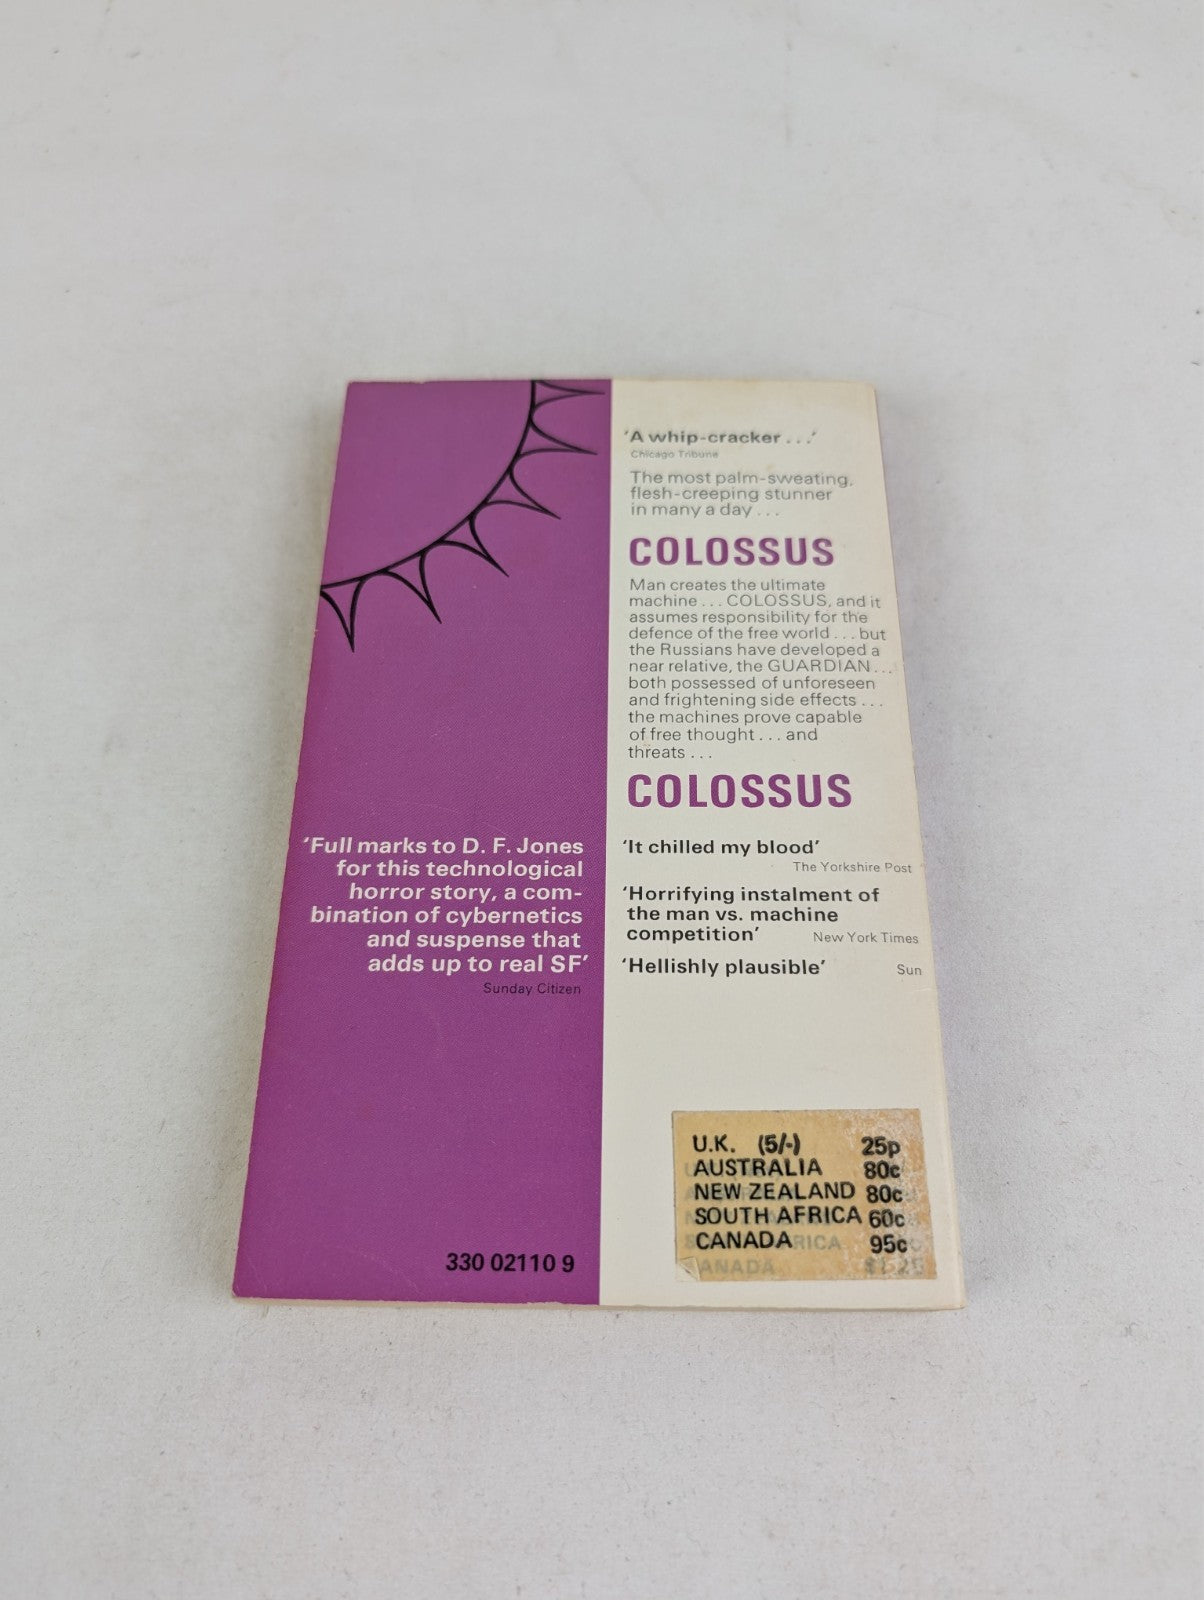 'Full marks to D. F. Jones
for this technological
horror story, a com-
bination of cybernetics
and suspense that
adds up to real SF'
Sunday Citizen
330 02110 9
'A whip-cracker . . .'
Chicago Tribune
The most palm-sweating,
flesh-creeping stunner
in many a day . . .
COLOSSUS
Man creates the ultimate
machine . . . COLOSSUS, and it
assumes responsibility for the
defence of the free world . . . but
the Russians have developed a
near relative, the GUARDIAN . . .
both possessed of unforeseen
and frightening side effects . . .
the machines prove capable
of free thought . . . and
threats . . .
COLOSSUS
'It chilled my blood'
The Yorkshire Post
'Horrifying instalment of
the man vs. machine
competition' New York Times
'Hellishly plausible' Sun
U.K. (5/-) 25p
AUSTRALIA 80c
NEW ZEALAND 80c
SOUTH AFRICA 60c
CANADA 95c
CANADA $1.25